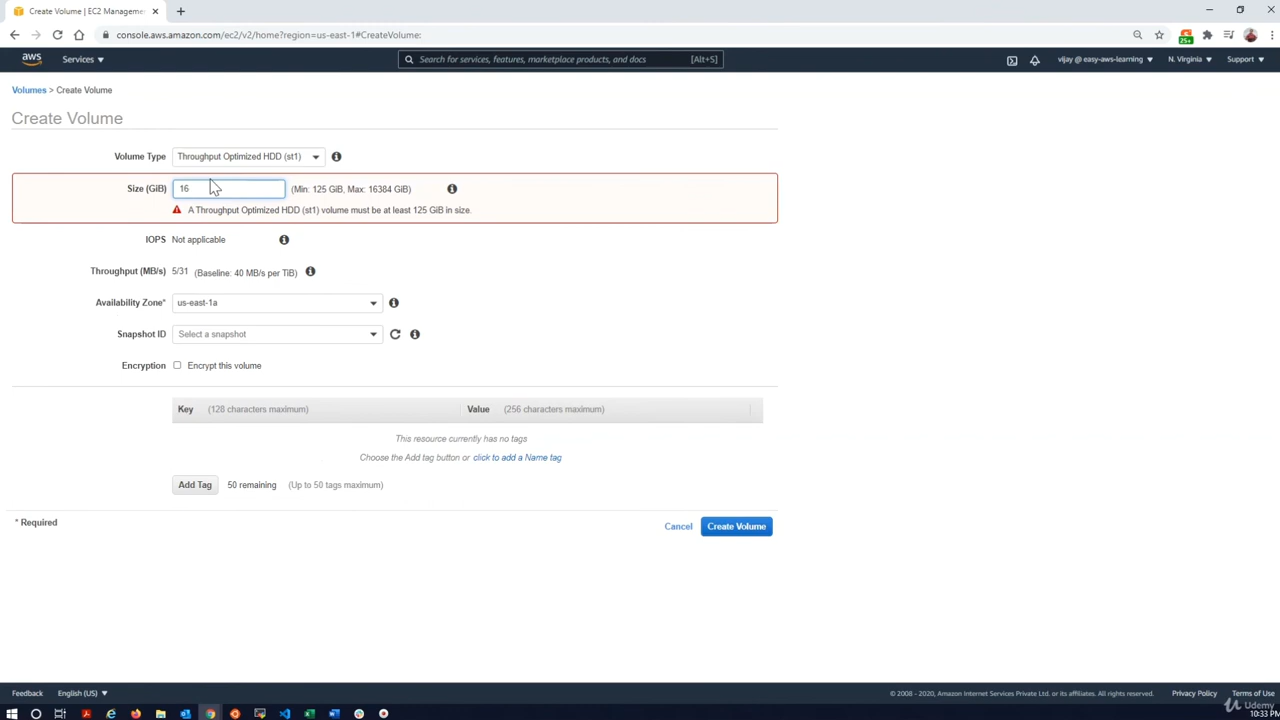 Create Volume | EC2 Manageme
console.aws.amazon.com/ec2/v2/home?region=us-east-1#CreateVolume:
25+
aws Services Search for services, features, marketplace products, and docs [Alt+S] vijay @ easy-aws-learning N. Virginia Support
Volumes > Create Volume
Create Volume
Volume Type Throughput Optimized HDD (st1)
Size (GiB) 16 (Min: 125 GiB, Max: 16384 GiB)
A Throughput Optimized HDD (st1) volume must be at least 125 GiB in size.
IOPS Not applicable
Throughput (MB/s) 5/31 (Baseline: 40 MB/s per TiB)
Availability Zone* us-east-1a
Snapshot ID Select a snapshot
Encryption Encrypt this volume
Key (128 characters maximum) Value (256 characters maximum)
This resource currently has no tags
Choose the Add tag button or click to add a Name tag
Add Tag 50 remaining (Up to 50 tags maximum)
* Required
Cancel Create Volume
Feedback English (US) © 2008 - 2020, Amazon Internet Services Private Ltd. or its affiliates. All rights reserved. Privacy Policy Terms of Use
Udemy
10:33 PM